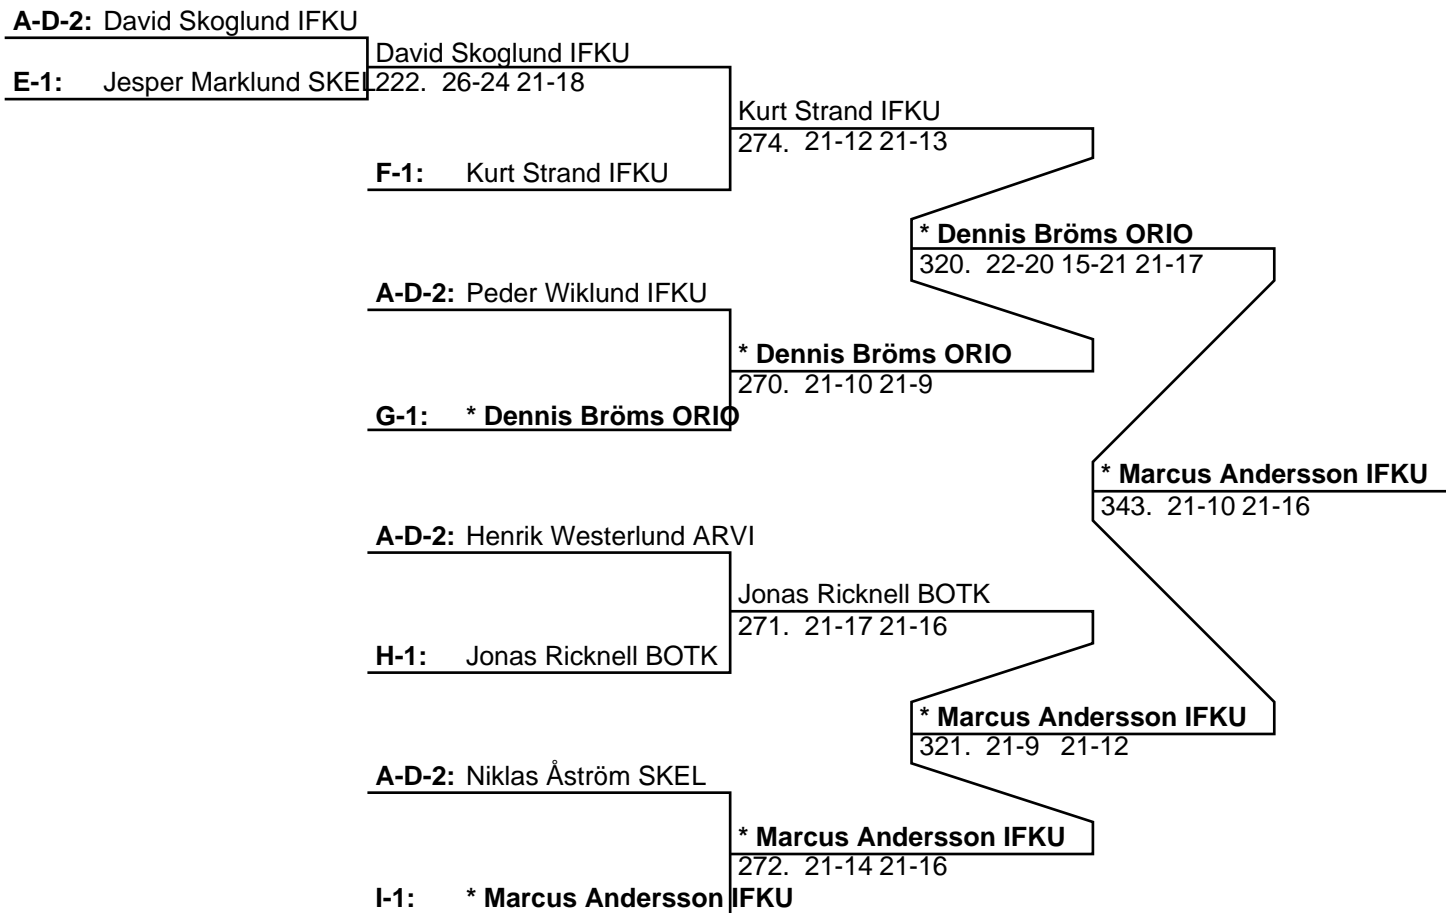 A-D-2: David Skoglund IFKU
David Skoglund IFKU
E-1: Jesper Marklund SKEL
222. 26-24 21-18
Kurt Strand IFKU
274. 21-12 21-13
F-1: Kurt Strand IFKU
* Dennis Bröms ORIO
320. 22-20 15-21 21-17
A-D-2: Peder Wiklund IFKU
* Dennis Bröms ORIO
270. 21-10 21-9
G-1: * Dennis Bröms ORIO
* Marcus Andersson IFKU
343. 21-10 21-16
A-D-2: Henrik Westerlund ARVI
Jonas Ricknell BOTK
271. 21-17 21-16
H-1: Jonas Ricknell BOTK
* Marcus Andersson IFKU
321. 21-9 21-12
A-D-2: Niklas Åström SKEL
* Marcus Andersson IFKU
272. 21-14 21-16
I-1: * Marcus Andersson IFKU